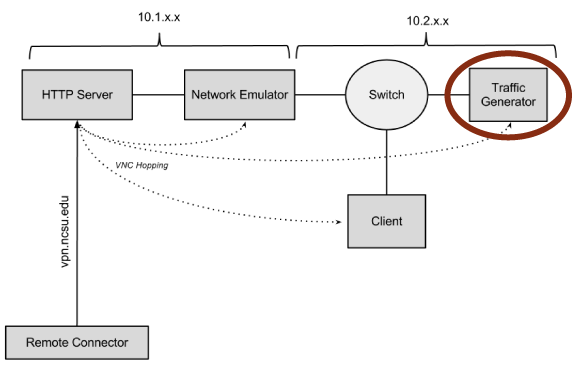 10.1.x.x
10.2.x.x
HTTP Server
Network Emulator
Switch
Traffic
Generator
VNC Hopping
Client
vpn.ncsu.edu
Remote Connector